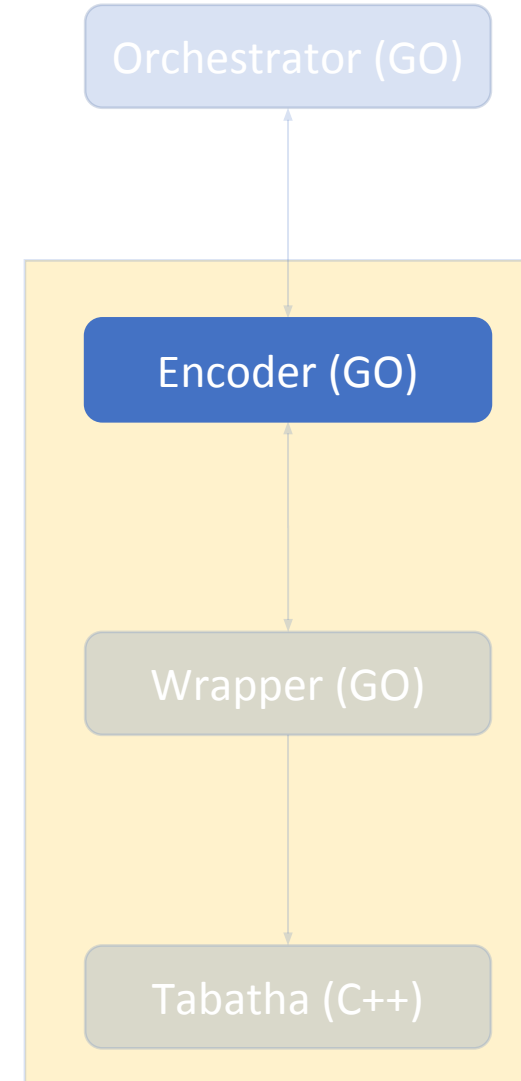 Orchestrator (GO)
Encoder (GO)
Wrapper (GO)
Tabatha (C++)